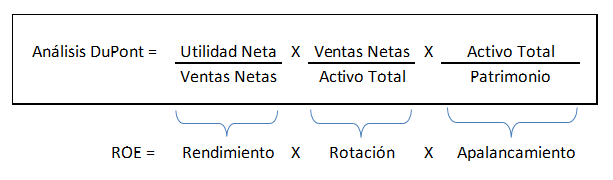 Análisis DuPont = Utilidad Neta X Ventas Netas X Activo Total
Ventas Netas Activo Total Patrimonio
ROE = Rendimiento X Rotación X Apalancamiento